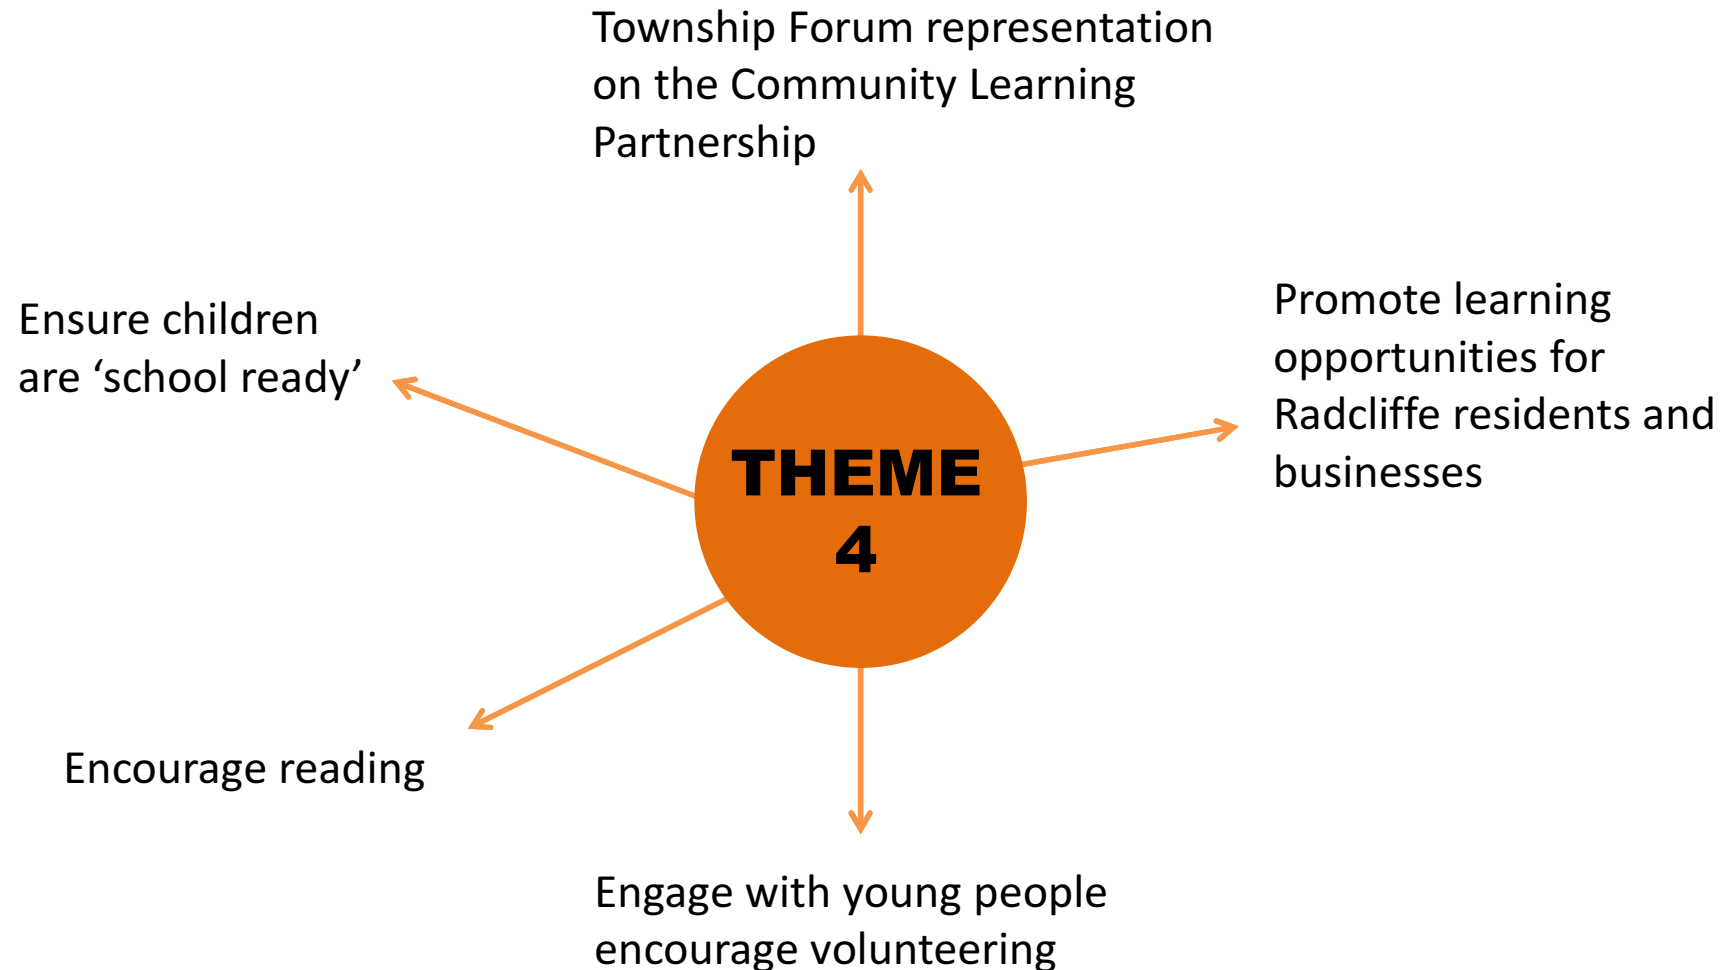 Township Forum representation
on the Community Learning
Partnership
Ensure children
are ‘school ready’
Promote learning
opportunities for
Radcliffe residents and
businesses
THEME
4
Encourage reading
Engage with young people
encourage volunteering